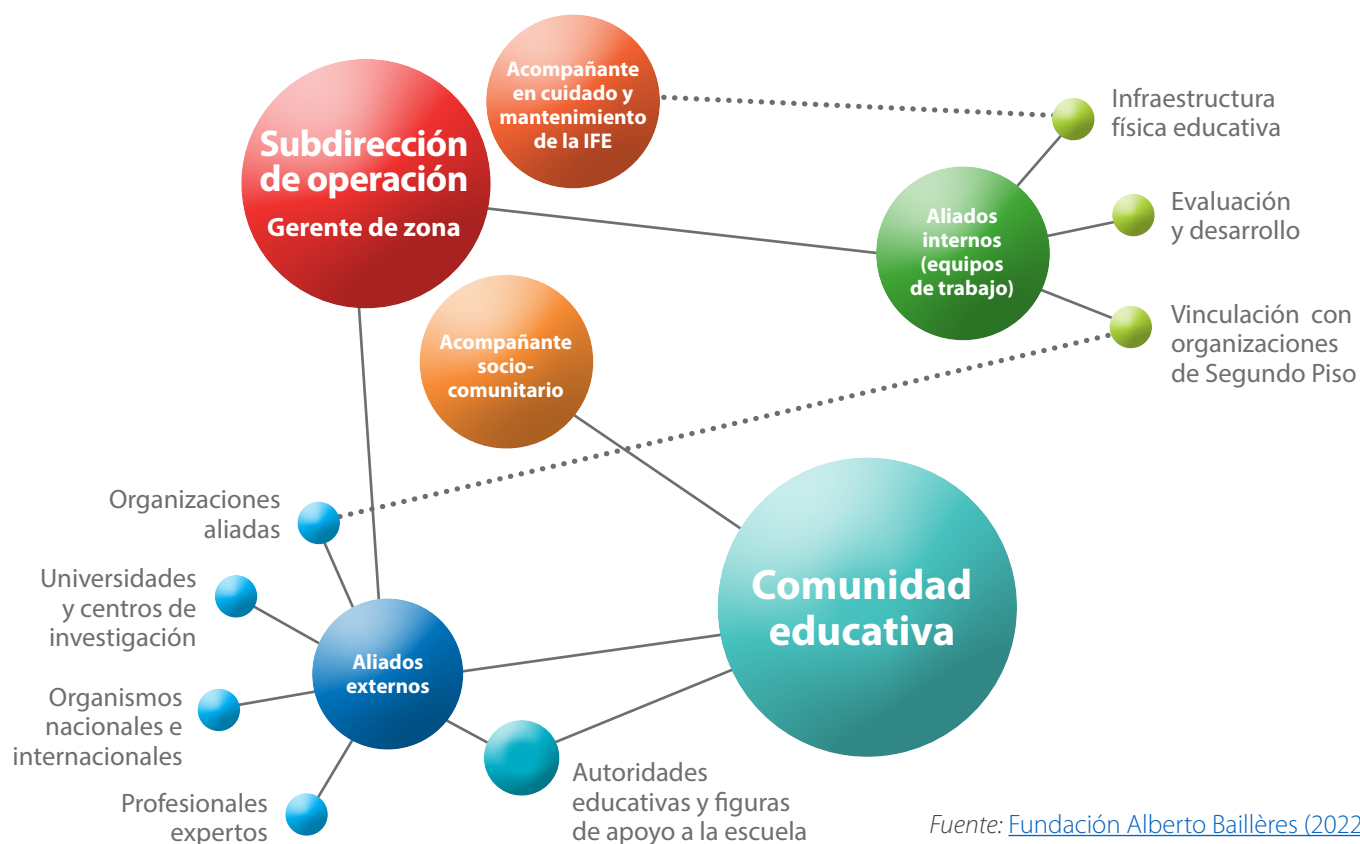 Acompañante
en cuidado y
mantenimiento
de la IFE
Subdirección
de operación
Gerente de zona
Infraestructura
física educativa
Aliados
internos
(equipos
de trabajo)
Evaluación
y desarrollo
Vinculación con
organizaciones
de Segundo Piso
Acompañante
socio-
comunitario
Organizaciones
aliadas
Universidades
y centros de
investigación
Organismos
nacionales e
internacionales
Profesionales
expertos
Aliados
externos
Comunidad
educativa
Autoridades
educativas y figuras
de apoyo a la escuela
Fuente: Fundación Alberto Baillères (2022